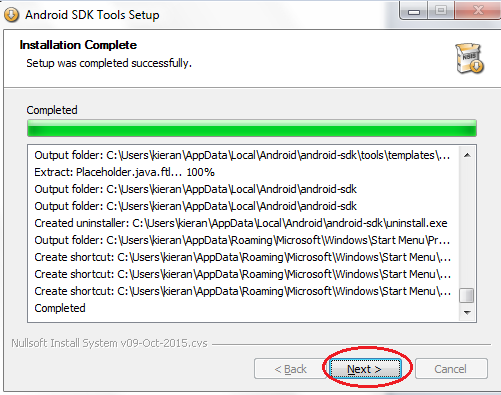 Android SDK Tools Setup
Installation Complete
Setup was completed successfully.
NSIS
Completed
Output folder: C:\Users\kieran\AppData\Local\Android\android-sdk\tools\templates\...
Extract: Placeholder.java.ftl... 100%
Output folder: C:\Users\kieran\AppData\Local\Android\android-sdk
Output folder: C:\Users\kieran\AppData\Local\Android\android-sdk
Created uninstaller: C:\Users\kieran\AppData\Local\Android\android-sdk\uninstall.exe
Output folder: C:\Users\kieran\AppData\Roaming\Microsoft\Windows\Start Menu\Pr...
Create shortcut: C:\Users\kieran\AppData\Roaming\Microsoft\Windows\Start Menu\...
Create shortcut: C:\Users\kieran\AppData\Roaming\Microsoft\Windows\Start Menu\...
Create shortcut: C:\Users\kieran\AppData\Roaming\Microsoft\Windows\Start Menu\...
Completed
Nullsoft Install System v09-Oct-2015.cvs
< Back Next > Cancel